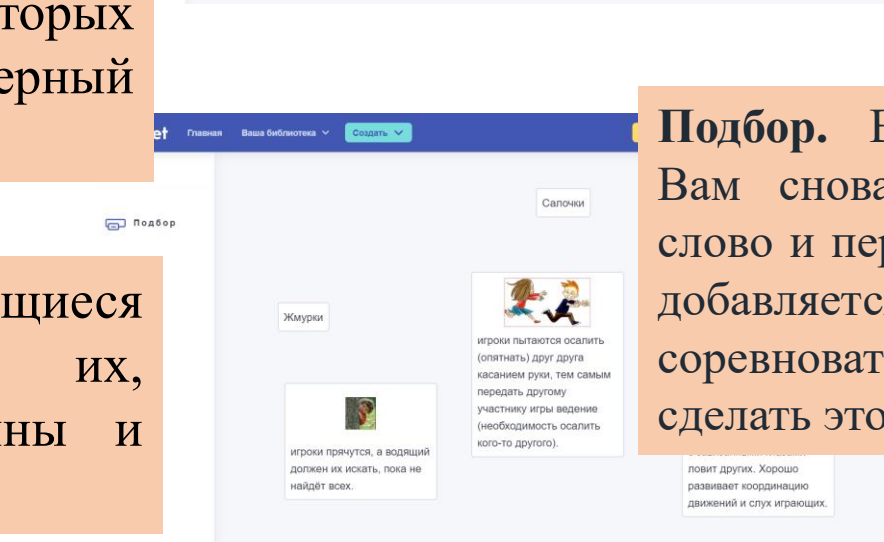 торых
ерный
et Главная Ваша библиотека Создать
Подбор.
Вам снова
слово и пер
добавляетс
соревноват
сделать это
Подбор
щиеся
их,
ны и
Салочки
Жмурки
игроки пытаются осалить
(опятнать) друг друга
касанием руки, тем самым
передать другому
участнику игры ведение
(необходимость осалить
кого-то другого).
игроки прячутся, а водящий
должен их искать, пока не
найдёт всех.
ловит других. Хорошо
развивает координацию
движений и слух играющих.